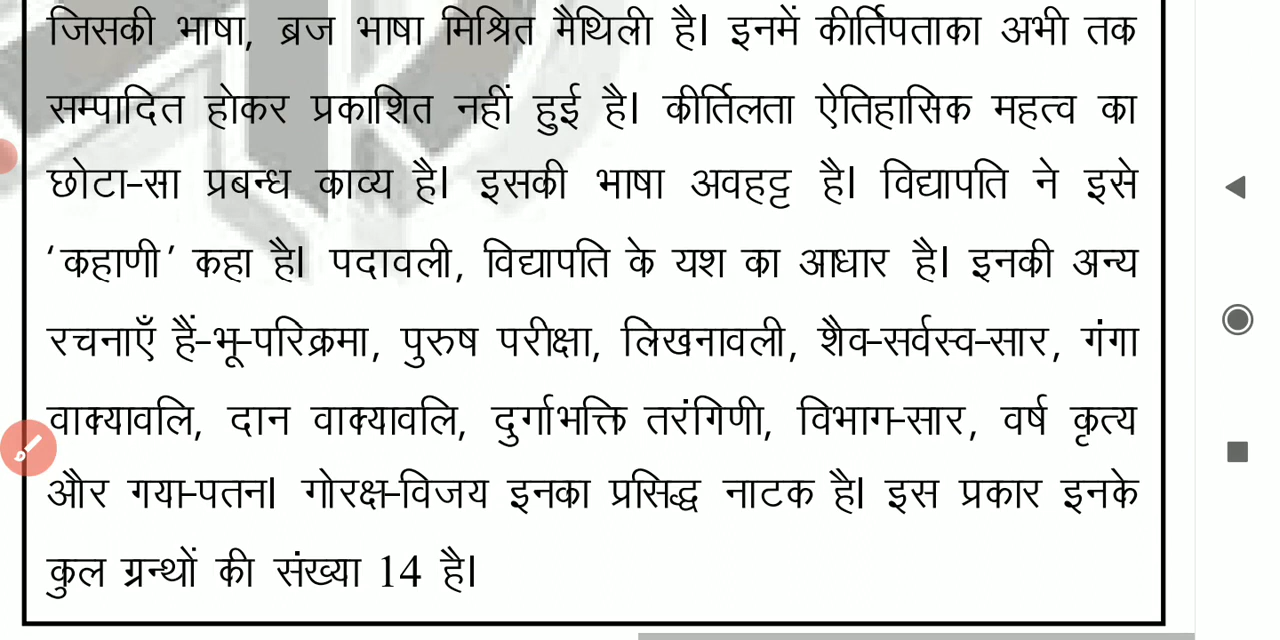 जिसकी भाषा, ब्रज भाषा मिश्रित मैथिली है। इनमें कीर्तिपताका अभी तक
सम्पादित होकर प्रकाशित नहीं हुई है। कीर्तिलता ऐतिहासिक महत्व का
छोटा-सा प्रबन्ध काव्य है। इसकी भाषा अवहट्ट है। विद्यापति ने इसे
‘कहाणी’ कहा है। पदावली, विद्यापति के यश का आधार है। इनकी अन्य
रचनाएँ हैं-भू-परिक्रमा, पुरुष परीक्षा, लिखनावली, शैव-सर्वस्व-सार, गंगा
वाक्यावलि, दान वाक्यावलि, दुर्गाभक्ति तरंगिणी, विभाग-सार, वर्ष कृत्य
और गया-पतन। गोरक्ष-विजय इनका प्रसिद्ध नाटक है। इस प्रकार इनके
कुल ग्रन्थों की संख्या 14 है।